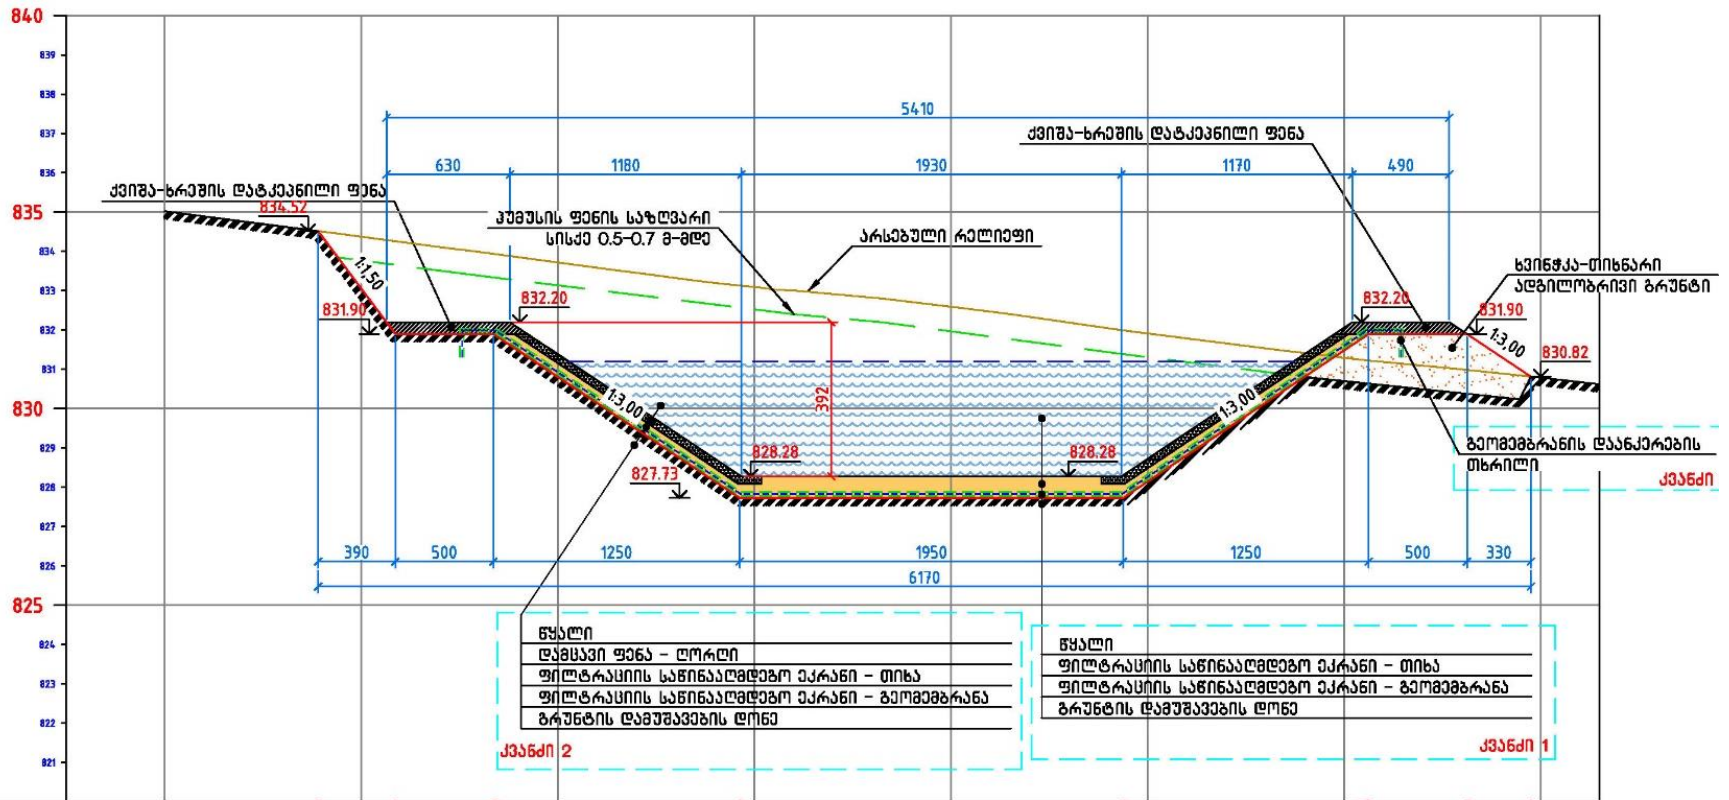 840
839
838
837
836
835
834
833
832
831
830
829
828
827
826
825
824
823
822
821
5410
ქვიშა-ხრეშის დატკეპნილი ფენა
630
1180
1930
1170
490
ქვიშა-ხრეშის დატკეპნილი ფენა
834.52
ჰუმუსის ფენის საზღვარი
სისქე 0.5-0.7 მ-მდე
არსებული რელიეფი
ხვინჭკა-თიხნარი
ადგილობრივი გრუნტი
1:1,50
831.90
832.20
832.20
831.90
1:3,00
830.82
392
1:3,00
1:3,00
828.28
828.28
827.73
გეომემბრანის დაანკერების
თხრილი
კვანძი
390
500
1250
1950
1250
500
330
6170
წყალი
დამცავი ფენა - ღორღი
ფილტრაციის საწინააღმდეგო ეკრანი - თიხა
ფილტრაციის საწინააღმდეგო ეკრანი - გეომემბრანა
გრუნტის დამუშავების დონე
კვანძი 2
წყალი
ფილტრაციის საწინააღმდეგო ეკრანი - თიხა
ფილტრაციის საწინააღმდეგო ეკრანი - გეომემბრანა
გრუნტის დამუშავების დონე
კვანძი 1